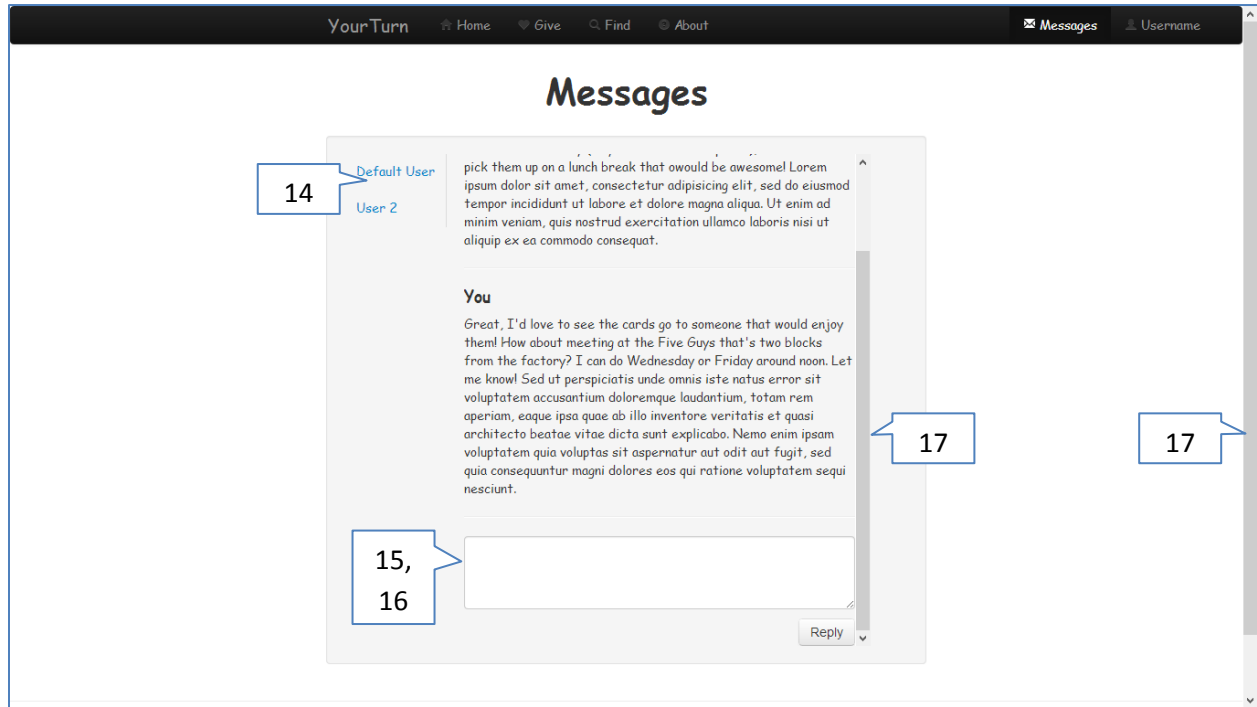 YourTurn Home Give Find About Messages Username
Messages
14
Default User
User 2
pick them up on a lunch break that owould be awesome! Lorem
ipsum dolor sit amet, consectetur adipisicing elit, sed do eiusmod
tempor incididunt ut labore et dolore magna aliqua. Ut enim ad
minim veniam, quis nostrud exercitation ullamco laboris nisi ut
aliquip ex ea commodo consequat.
You
Great, I'd love to see the cards go to someone that would enjoy
them! How about meeting at the Five Guys that's two blocks
from the factory? I can do Wednesday or Friday around noon. Let
me know! Sed ut perspiciatis unde omnis iste natus error sit
voluptatem accusantium doloremque laudantium, totam rem
aperiam, eaque ipsa quae ab illo inventore veritatis et quasi
architecto beatae vitae dicta sunt explicabo. Nemo enim ipsam
voluptatem quia voluptas sit aspernatur aut odit aut fugit, sed
quia consequuntur magni dolores eos qui ratione voluptatem sequi
nesciunt.
17
17
15,
16
Reply